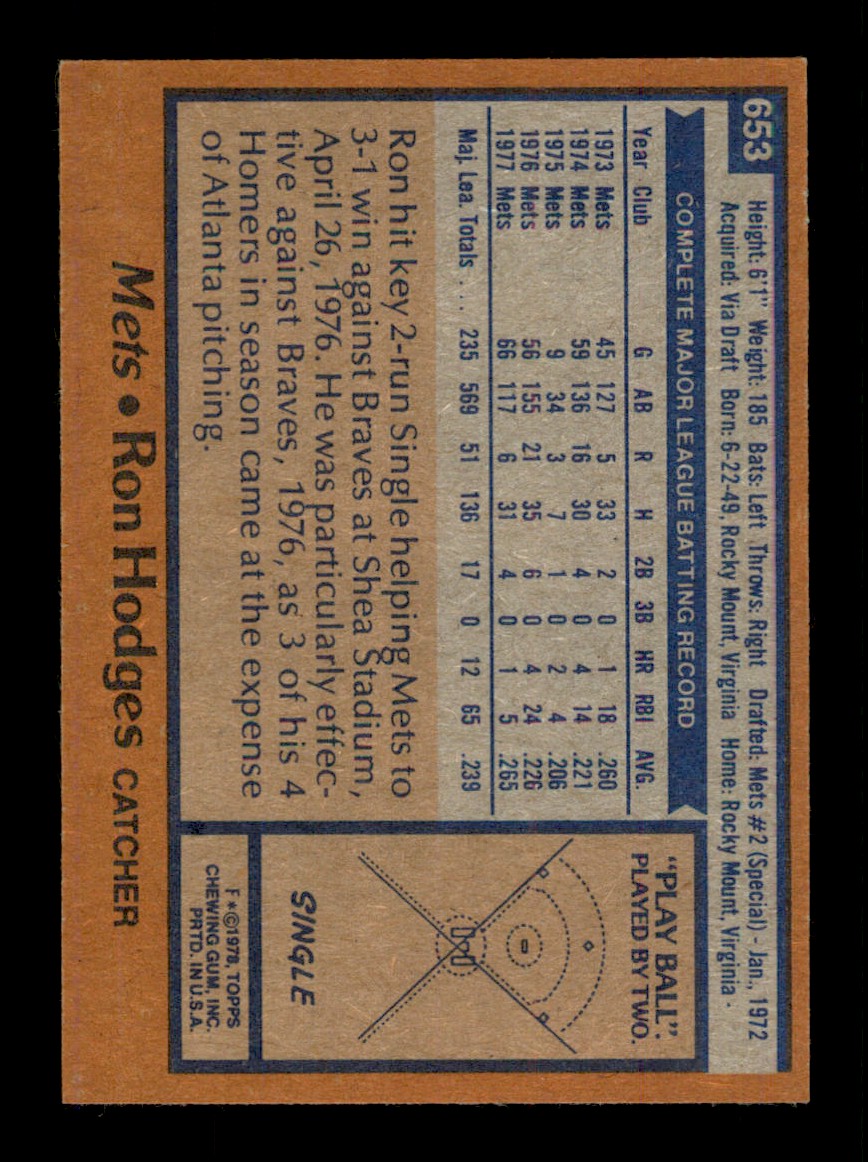 653
Height: 6'1" Weight: 185 Bats: Left Throws: Right Drafted: Mets #2 (Special) - Jan., 1972
Acquired: Via Draft Born: 6-22-49, Rocky Mount, Virginia Home: Rocky Mount, Virginia -
COMPLETE MAJOR LEAGUE BATTING RECORD
Year Club G AB R H 2B 3B HR RBI AVG.
1973 Mets 45 127 5 33 2 0 1 18 .260
1974 Mets 59 136 16 30 4 0 4 14 .221
1975 Mets 9 34 3 7 1 0 2 4 .206
1976 Mets 56 155 21 35 6 0 4 24 .226
1977 Mets 66 117 6 31 4 0 1 5 .265
Maj. Lea. Totals . . . 235 569 51 136 17 0 12 65 .239
Ron hit key 2-run Single helping Mets to
3-1 win against Braves at Shea Stadium,
April 26, 1976. He was particularly effec-
tive against Braves, 1976, as 3 of his 4
Homers in season came at the expense
of Atlanta pitching.
"PLAY BALL".
PLAYED BY TWO.
SINGLE
F*©1978, TOPPS
CHEWING GUM, INC.
PRTD. IN U.S.A.
Mets • Ron Hodges CATCHER